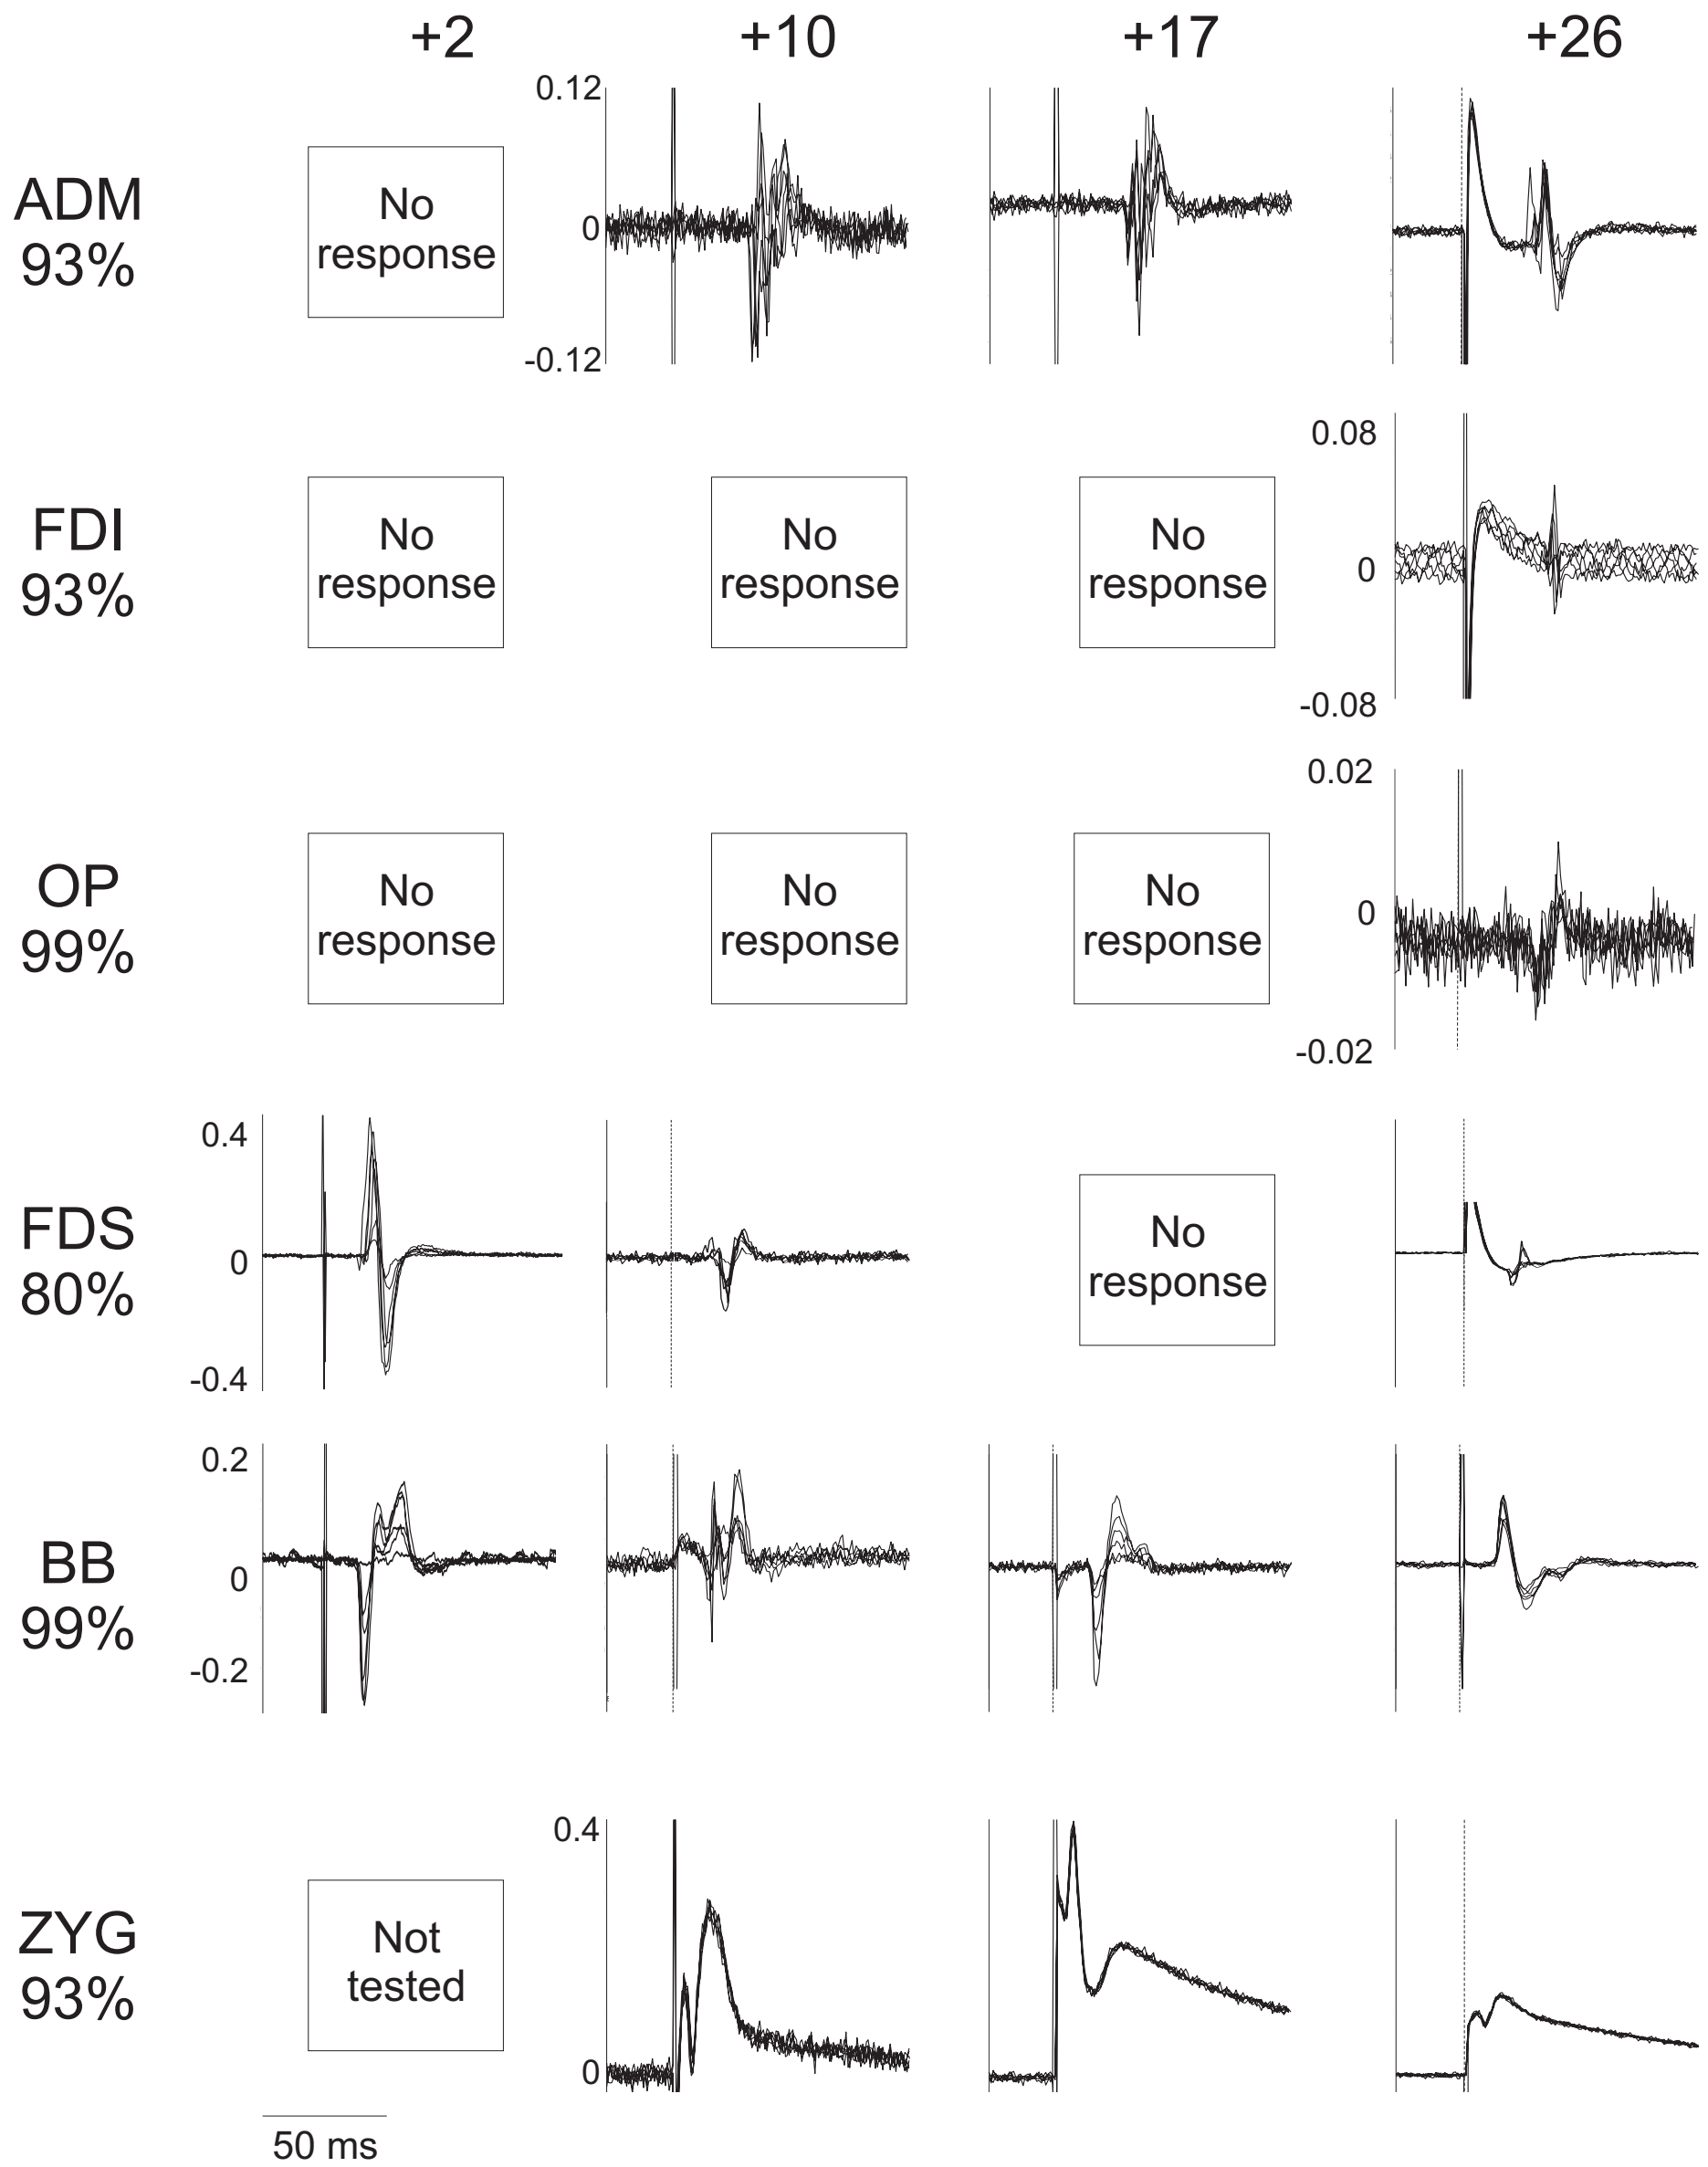 +2 +10 +17 +26
ADM
93%
No
response
0.12
0
-0.12
FDI
93%
No
response
No
response
No
response
0.08
0
-0.08
OP
99%
No
response
No
response
No
response
0.02
0
-0.02
FDS
80%
0.4
0
-0.4
No
response
BB
99%
0.2
0
-0.2
ZYG
93%
Not
tested
0.4
0
50 ms